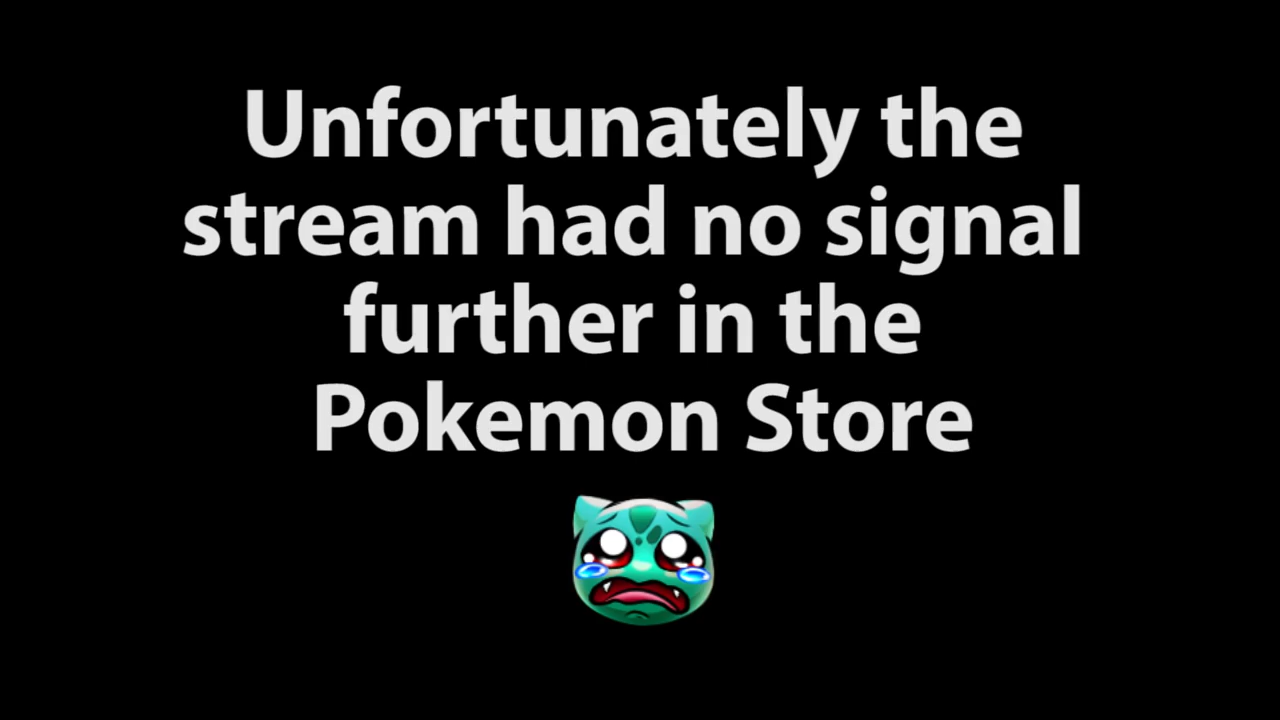 Unfortunately the
stream had no signal
further in the
Pokemon Store